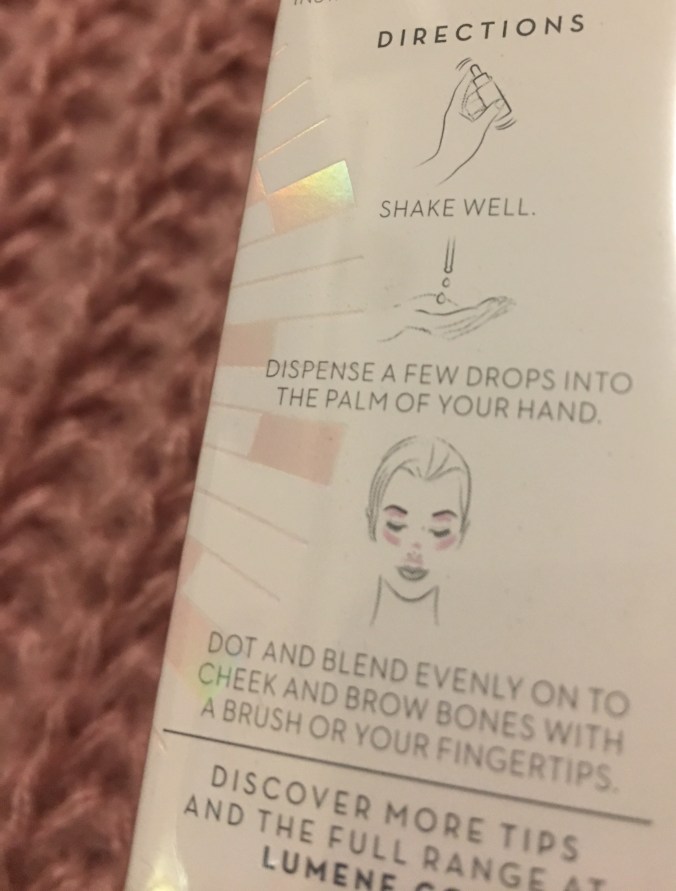 DIRECTIONS
SHAKE WELL.
DISPENSE A FEW DROPS INTO
THE PALM OF YOUR HAND.
DOT AND BLEND EVENLY ON TO
CHEEK AND BROW BONES WITH
A BRUSH OR YOUR FINGERTIPS.
DISCOVER MORE TIPS
AND THE FULL RANGE AT
LUMENE